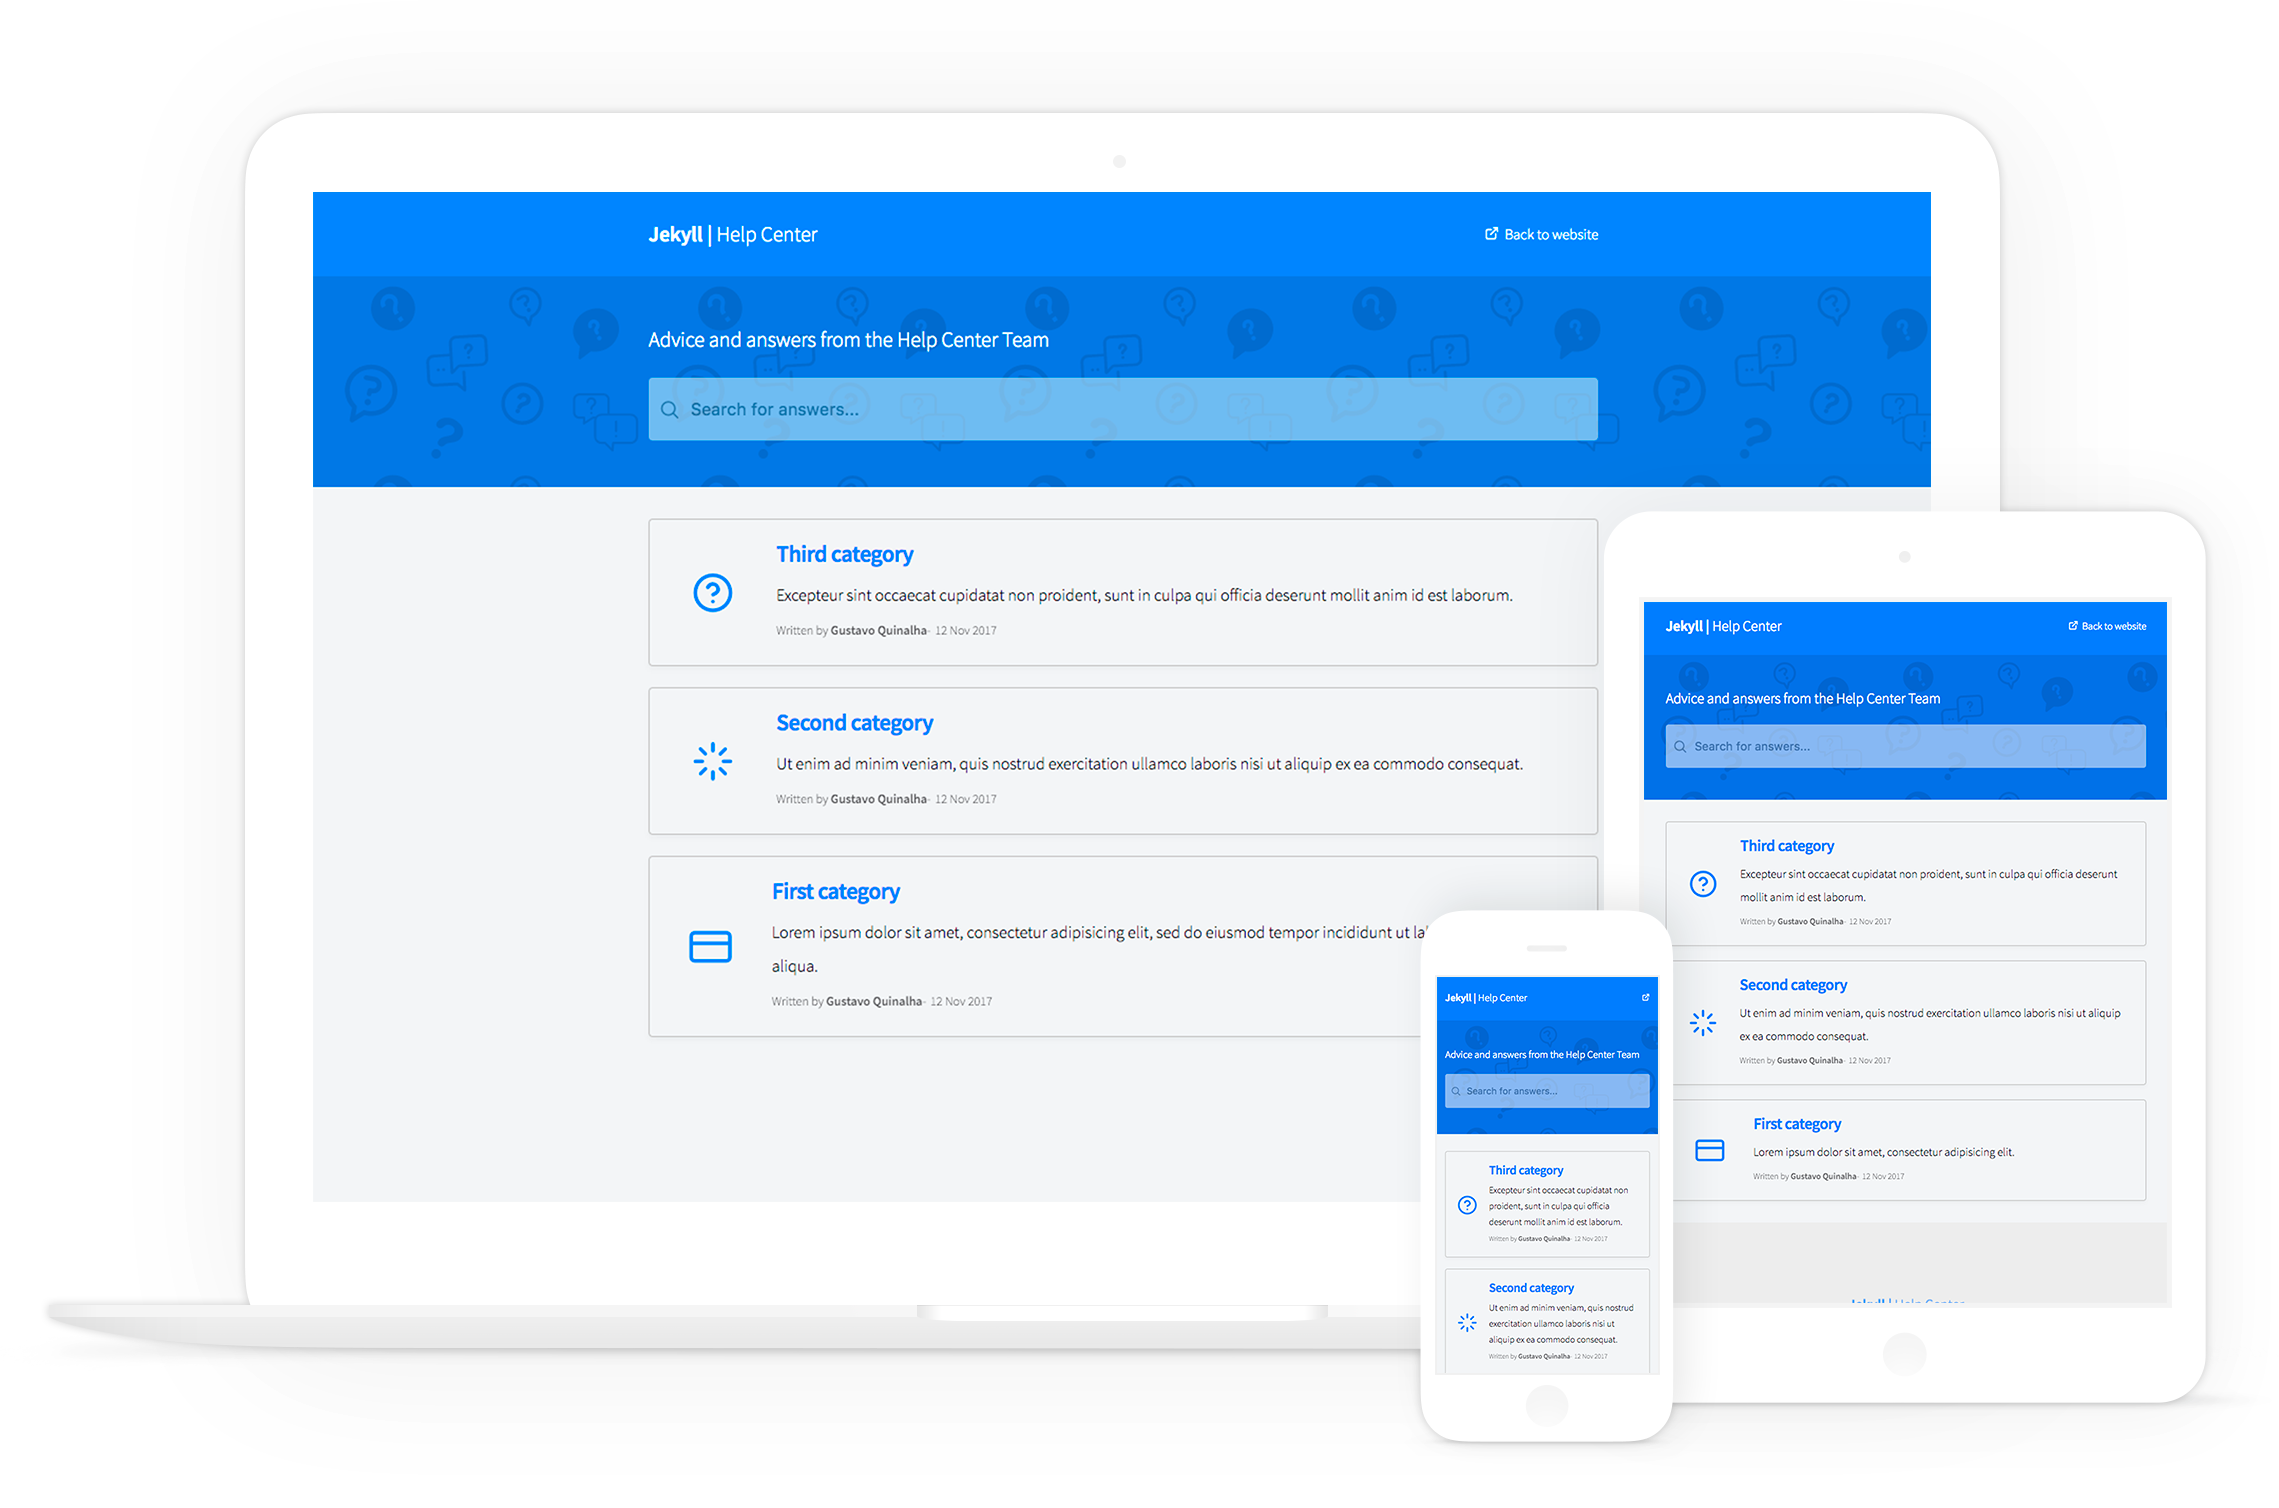 Jekyll | Help Center
Back to website
Advice and answers from the Help Center Team
Search for answers...
Third category
Excepteur sint occaecat cupidatat non proident, sunt in culpa qui officia deserunt mollit anim id est laborum.
Written by Gustavo Quinalha- 12 Nov 2017
Second category
Ut enim ad minim veniam, quis nostrud exercitation ullamco laboris nisi ut aliquip ex ea commodo consequat.
Written by Gustavo Quinalha- 12 Nov 2017
First category
Lorem ipsum dolor sit amet, consectetur adipisicing elit, sed do eiusmod tempor incididunt ut
aliqua.
Written by Gustavo Quinalha- 12 Nov 2017
Jekyll | Help Center
Back to website
Advice and answers from the Help Center Team
Search for answers...
Third category
Excepteur sint occaecat cupidatat non proident, sunt in culpa qui officia deserunt
mollit anim id est laborum.
Written by Gustavo Quinalha- 12 Nov 2017
Second category
Ut enim ad minim veniam, quis nostrud exercitation ullamco laboris nisi ut aliquip
ex ea commodo consequat.
Written by Gustavo Quinalha- 12 Nov 2017
First category
Lorem ipsum dolor sit amet, consectetur adipisicing elit.
Written by Gustavo Quinalha- 12 Nov 2017
Jekyll | Help Center
Jekyll | Help Center
Advice and answers from the Help Center Team
Search for answers...
Third category
Excepteur sint occaecat cupidatat non
proident, sunt in culpa qui officia
deserunt mollit anim id est laborum.
Written by Gustavo Quinalha- 12 Nov 2017
Second category
Ut enim ad minim veniam, quis nostrud
exercitation ullamco laboris nisi ut
aliquip ex ea commodo consequat.
Written by Gustavo Quinalha- 12 Nov 2017